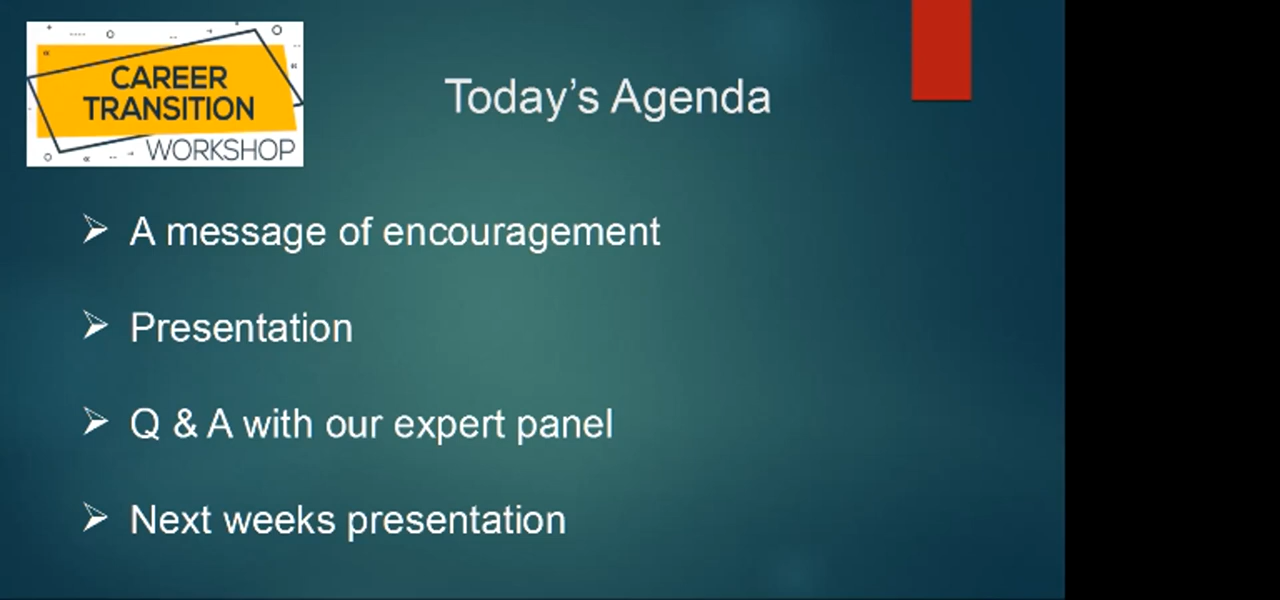 CAREER
TRANSITION
WORKSHOP
Today’s Agenda
A message of encouragement
Presentation
Q & A with our expert panel
Next weeks presentation